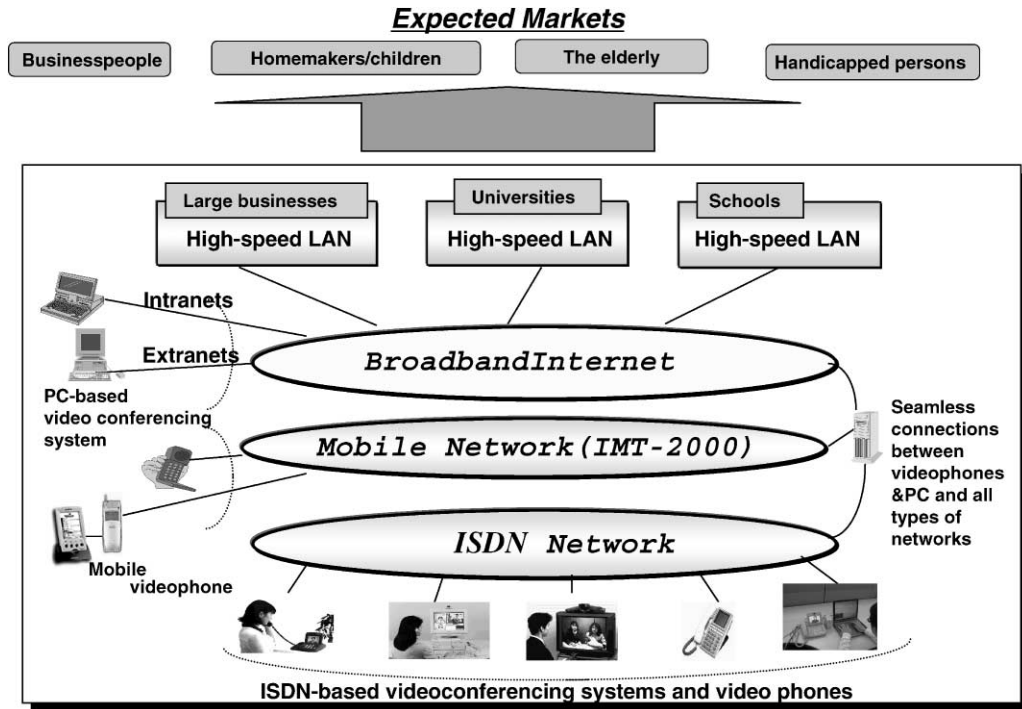 Expected Markets
Businesspeople
Homemakers/children
The elderly
Handicapped persons
Large businesses
High-speed LAN
Universities
High-speed LAN
Schools
High-speed LAN
Intranets
Extranets
PC-based
video conferencing
system
BroadbandInternet
Mobile Network(IMT-2000)
ISDN Network
Seamless
connections
between
videophones
&PC and all
types of
networks
Mobile
videophone
ISDN-based videoconferencing systems and video phones